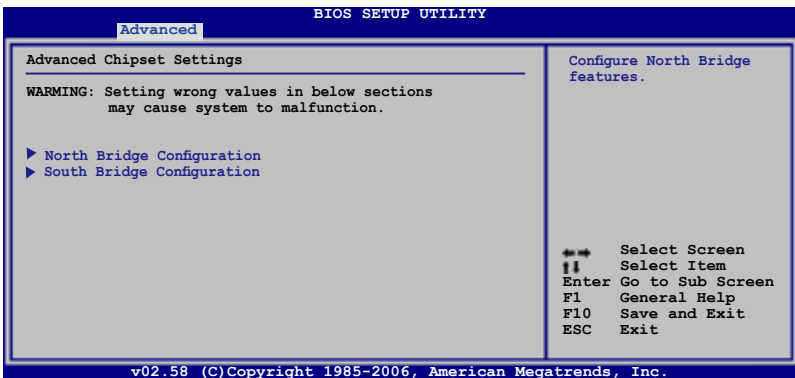 BIOS SETUP UTILITY
Advanced
Advanced Chipset Settings
WARMING: Setting wrong values in below sections
may cause system to malfunction.
North Bridge Configuration
South Bridge Configuration
Configure North Bridge
features.
←→ Select Screen
↑↓ Select Item
Enter Go to Sub Screen
F1 General Help
F10 Save and Exit
ESC Exit
v02.58 (C)Copyright 1985-2006, American Megatrends, Inc.